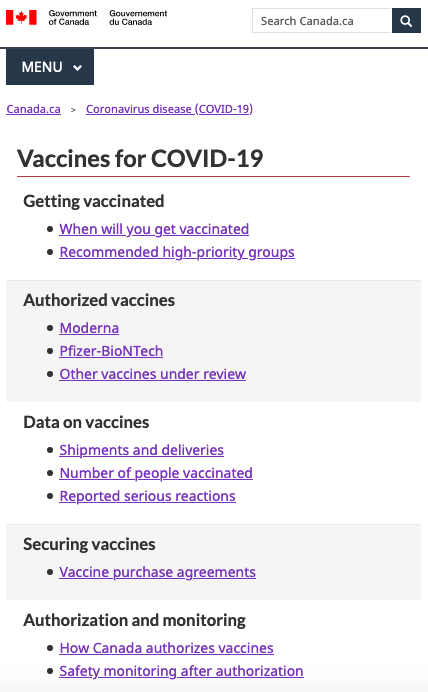 Government of Canada
Gouvernement du Canada
Search Canada.ca
MENU
Canada.ca > Coronavirus disease (COVID-19)
Vaccines for COVID-19
Getting vaccinated
When will you get vaccinated
Recommended high-priority groups
Authorized vaccines
Moderna
Pfizer-BioNTech
Other vaccines under review
Data on vaccines
Shipments and deliveries
Number of people vaccinated
Reported serious reactions
Securing vaccines
Vaccine purchase agreements
Authorization and monitoring
How Canada authorizes vaccines
Safety monitoring after authorization